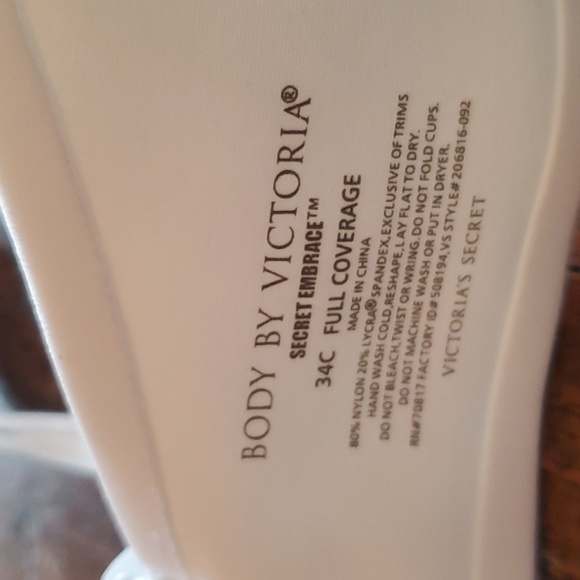 BODY BY VICTORIA®
SECRET EMBRACE™
34C FULL COVERAGE
MADE IN CHINA
80% NYLON 20% LYCRA® SPANDEX,EXCLUSIVE OF TRIMS
HAND WASH COLD,RESHAPE,LAY FLAT TO DRY.
DO NOT BLEACH,TWIST OR WRING.DO NOT FOLD CUPS.
DO NOT MACHINE WASH OR PUT IN DRYER.
RN#70817 FACTORY ID# 508194,VS STYLE# 206816-092
VICTORIA'S SECRET